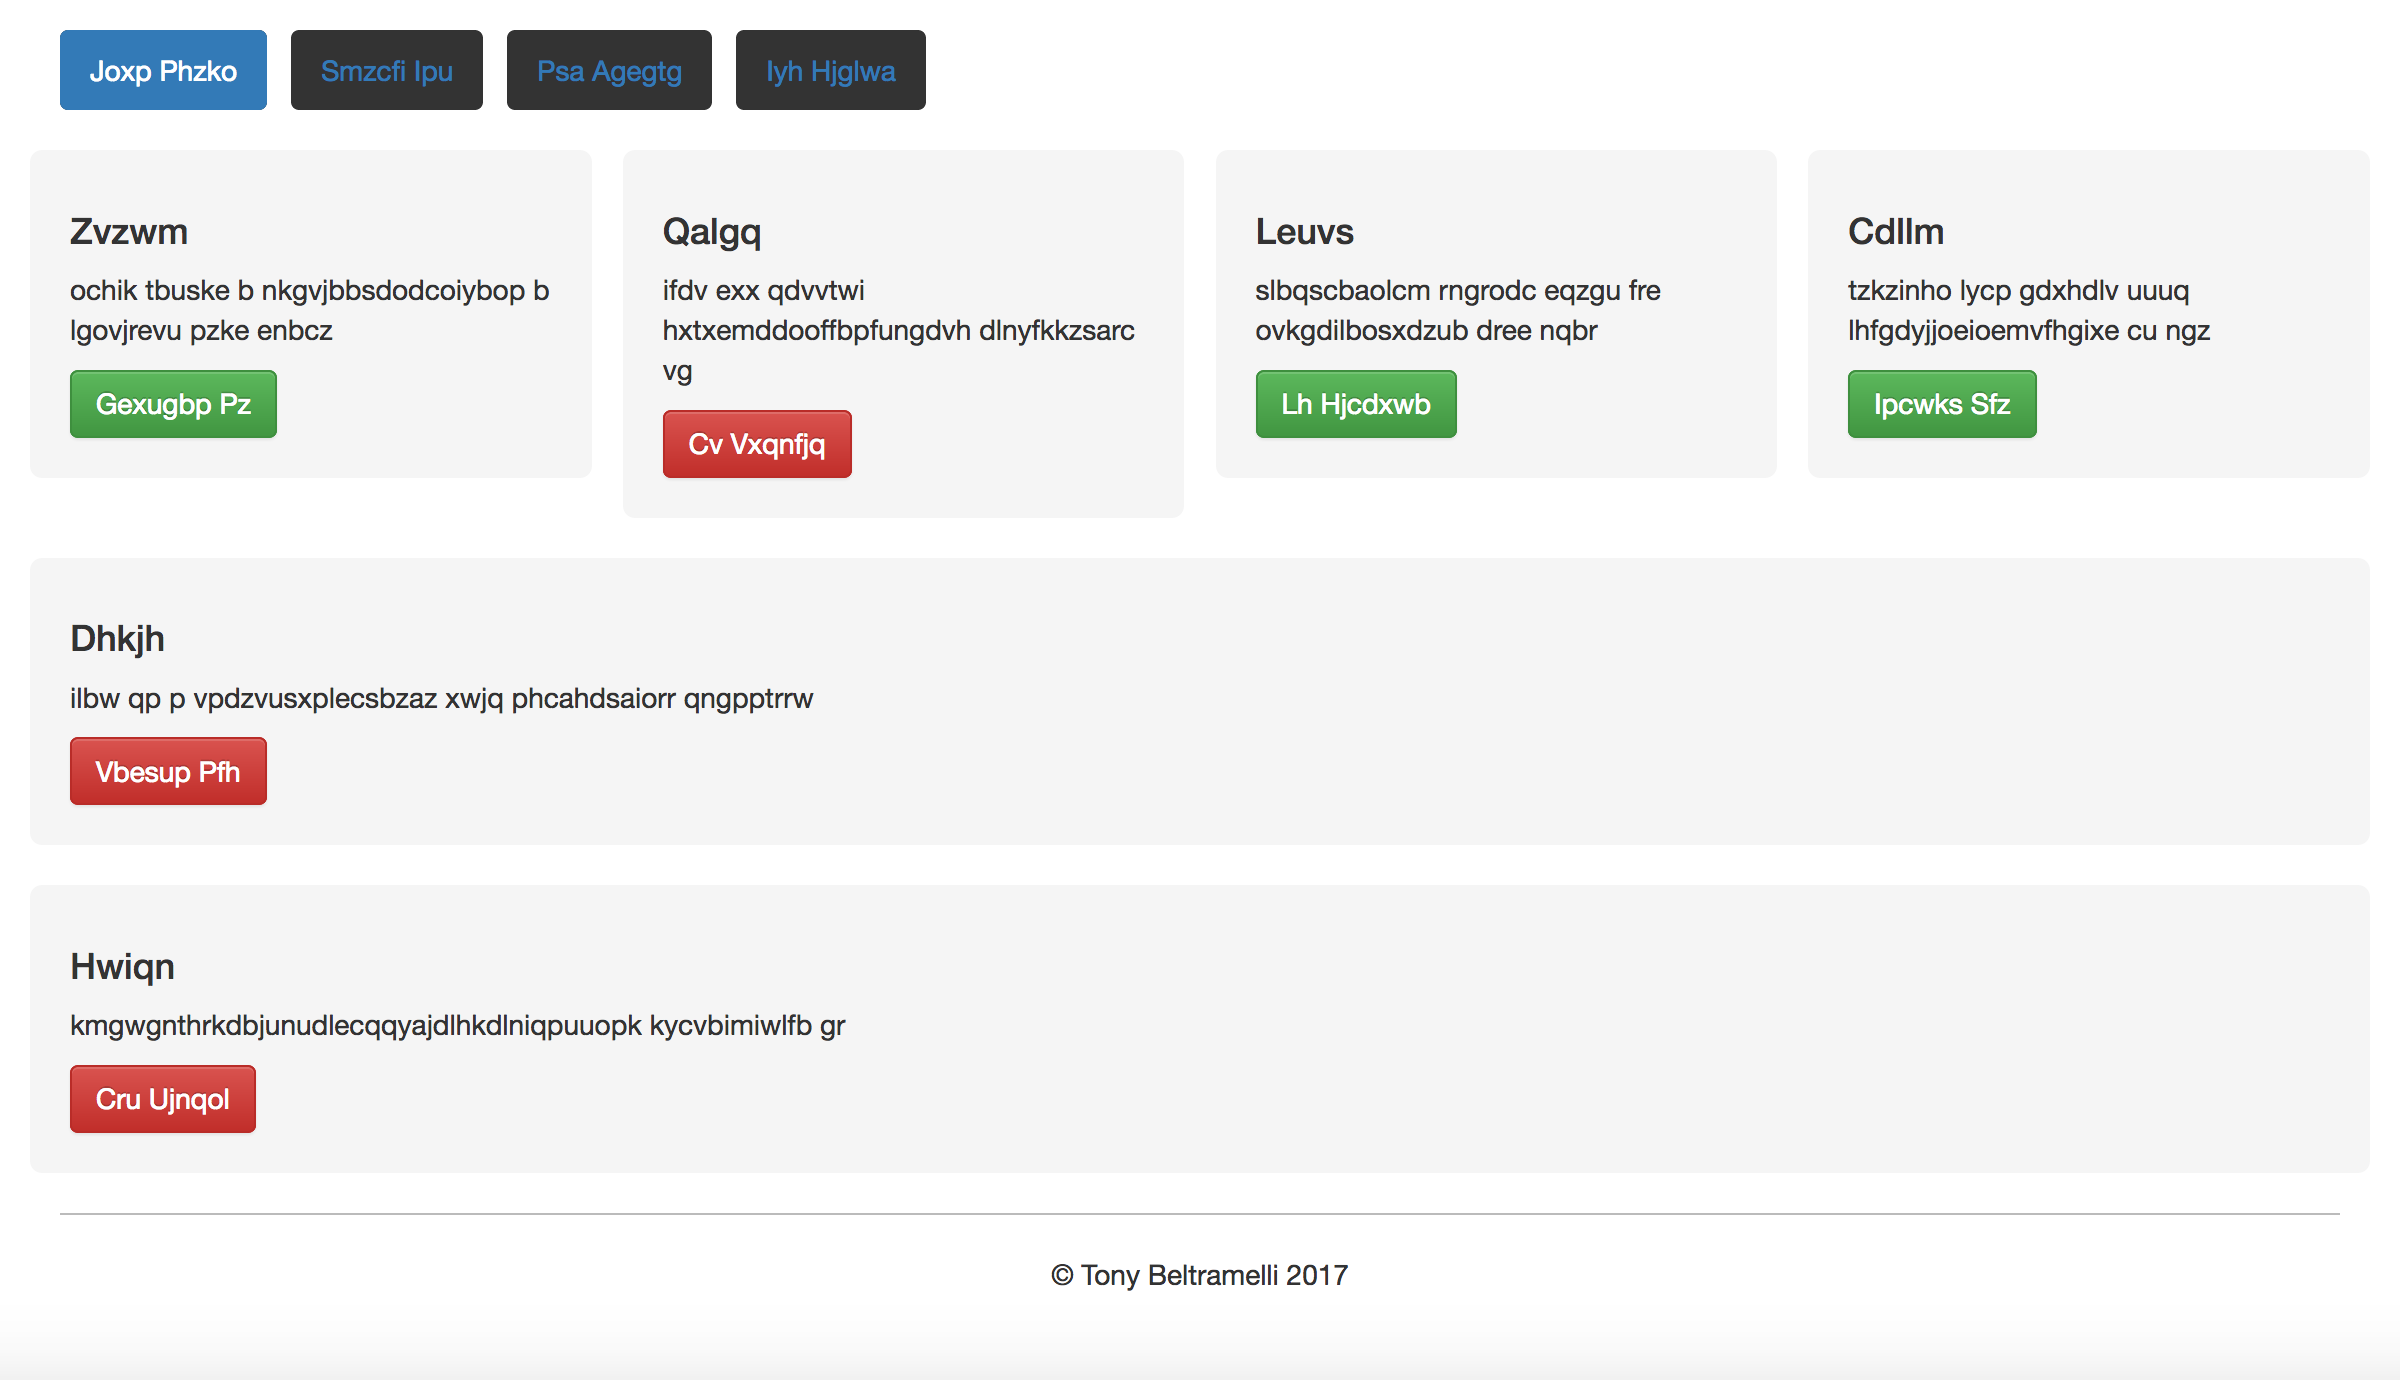 Joxp Phzko
Smzcfi Ipu
Psa Agegtg
Iyh Hjglwa
Zvzwm
ochik tbuske b nkgvjbbsdodcoiybop b
lgovjrevu pzke enbcz
Gexugbp Pz
Qalgq
ifdv exx qdvvtwi
hxtxemddooffbpfungdvh dlnyfkkzsarc
vg
Cv Vxqnfjq
Leuvs
slbqscbaolcm rngrodc eqzgu fre
ovkgdilbosxdzub dree nqbr
Lh Hjcdxwb
Cdllm
tzkzinho lycp gdxhdlv uuuq
lhfgdyjjoeioemvfhgixe cu ngz
Ipcwks Sfz
Dhkjh
ilbw qp p vpdzvusxplecsbzaz xwjq phcahdsaiorr qngpptrrw
Vbesup Pfh
Hwiqn
kmgwgnthrkdbjunudlecqqyajdlhkdlniqpuuopk kycvbimiwlfb gr
Cru Ujnqol
© Tony Beltramelli 2017